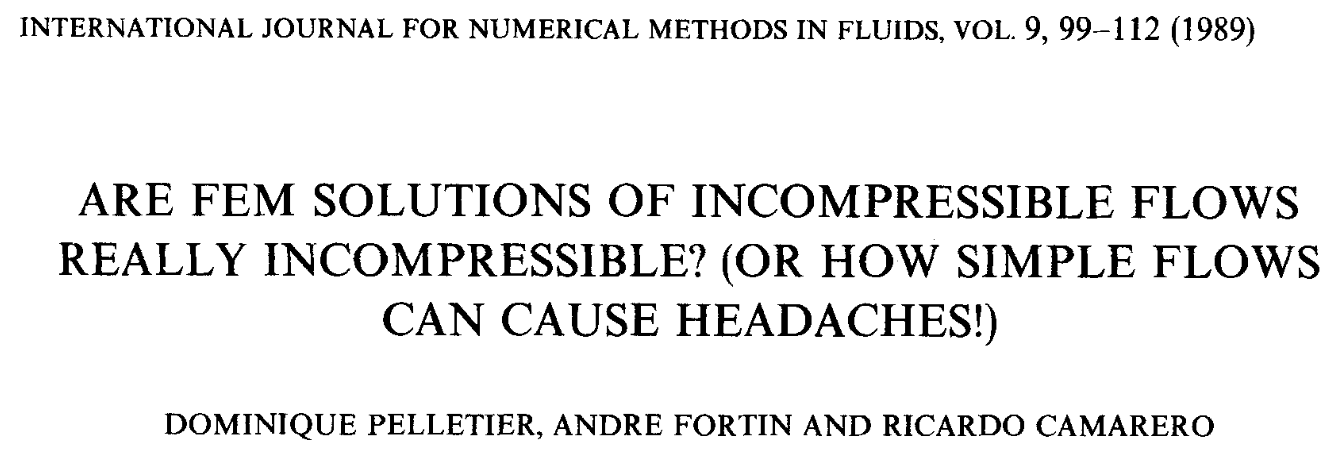 INTERNATIONAL JOURNAL FOR NUMERICAL METHODS IN FLUIDS, VOL. 9, 99–112 (1989)
ARE FEM SOLUTIONS OF INCOMPRESSIBLE FLOWS
REALLY INCOMPRESSIBLE? (OR HOW SIMPLE FLOWS
CAN CAUSE HEADACHES!)
DOMINIQUE PELLETIER, ANDRE FORTIN AND RICARDO CAMARERO